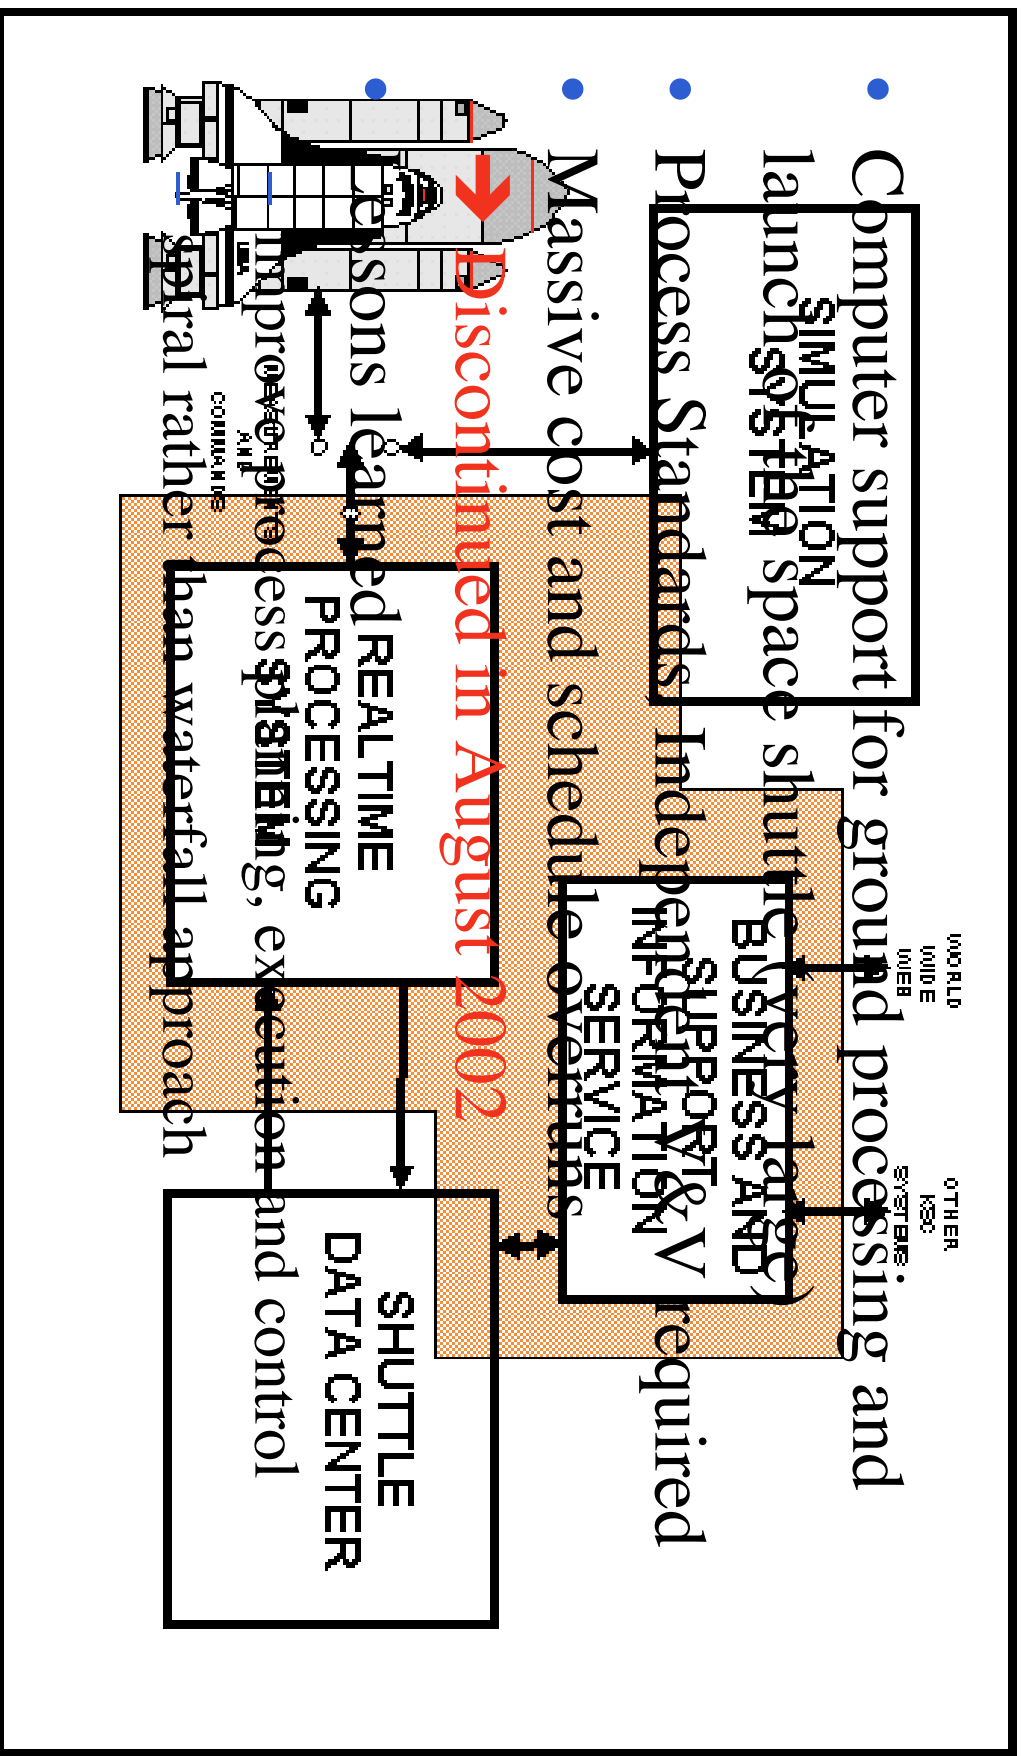 Computer support for ground processing and
launch of the space shuttle (very large)
Process Standards. Independent V & V required
Massive cost and schedule overruns
Discontinued in August 2002
Lessons learned
improve process planning, execution and control
spiral rather than waterfall approach
SIMULATION
SYSTEM
WORLD
WIDE
WEB
OTHER
KSC
SYSTEMS
BUSINESS AND
SUPPORT
INFORMATION
SERVICE
MEASUREMENTS
AND
COMMANDS
REAL TIME
PROCESSING
SYSTEM
SHUTTLE
DATA CENTER